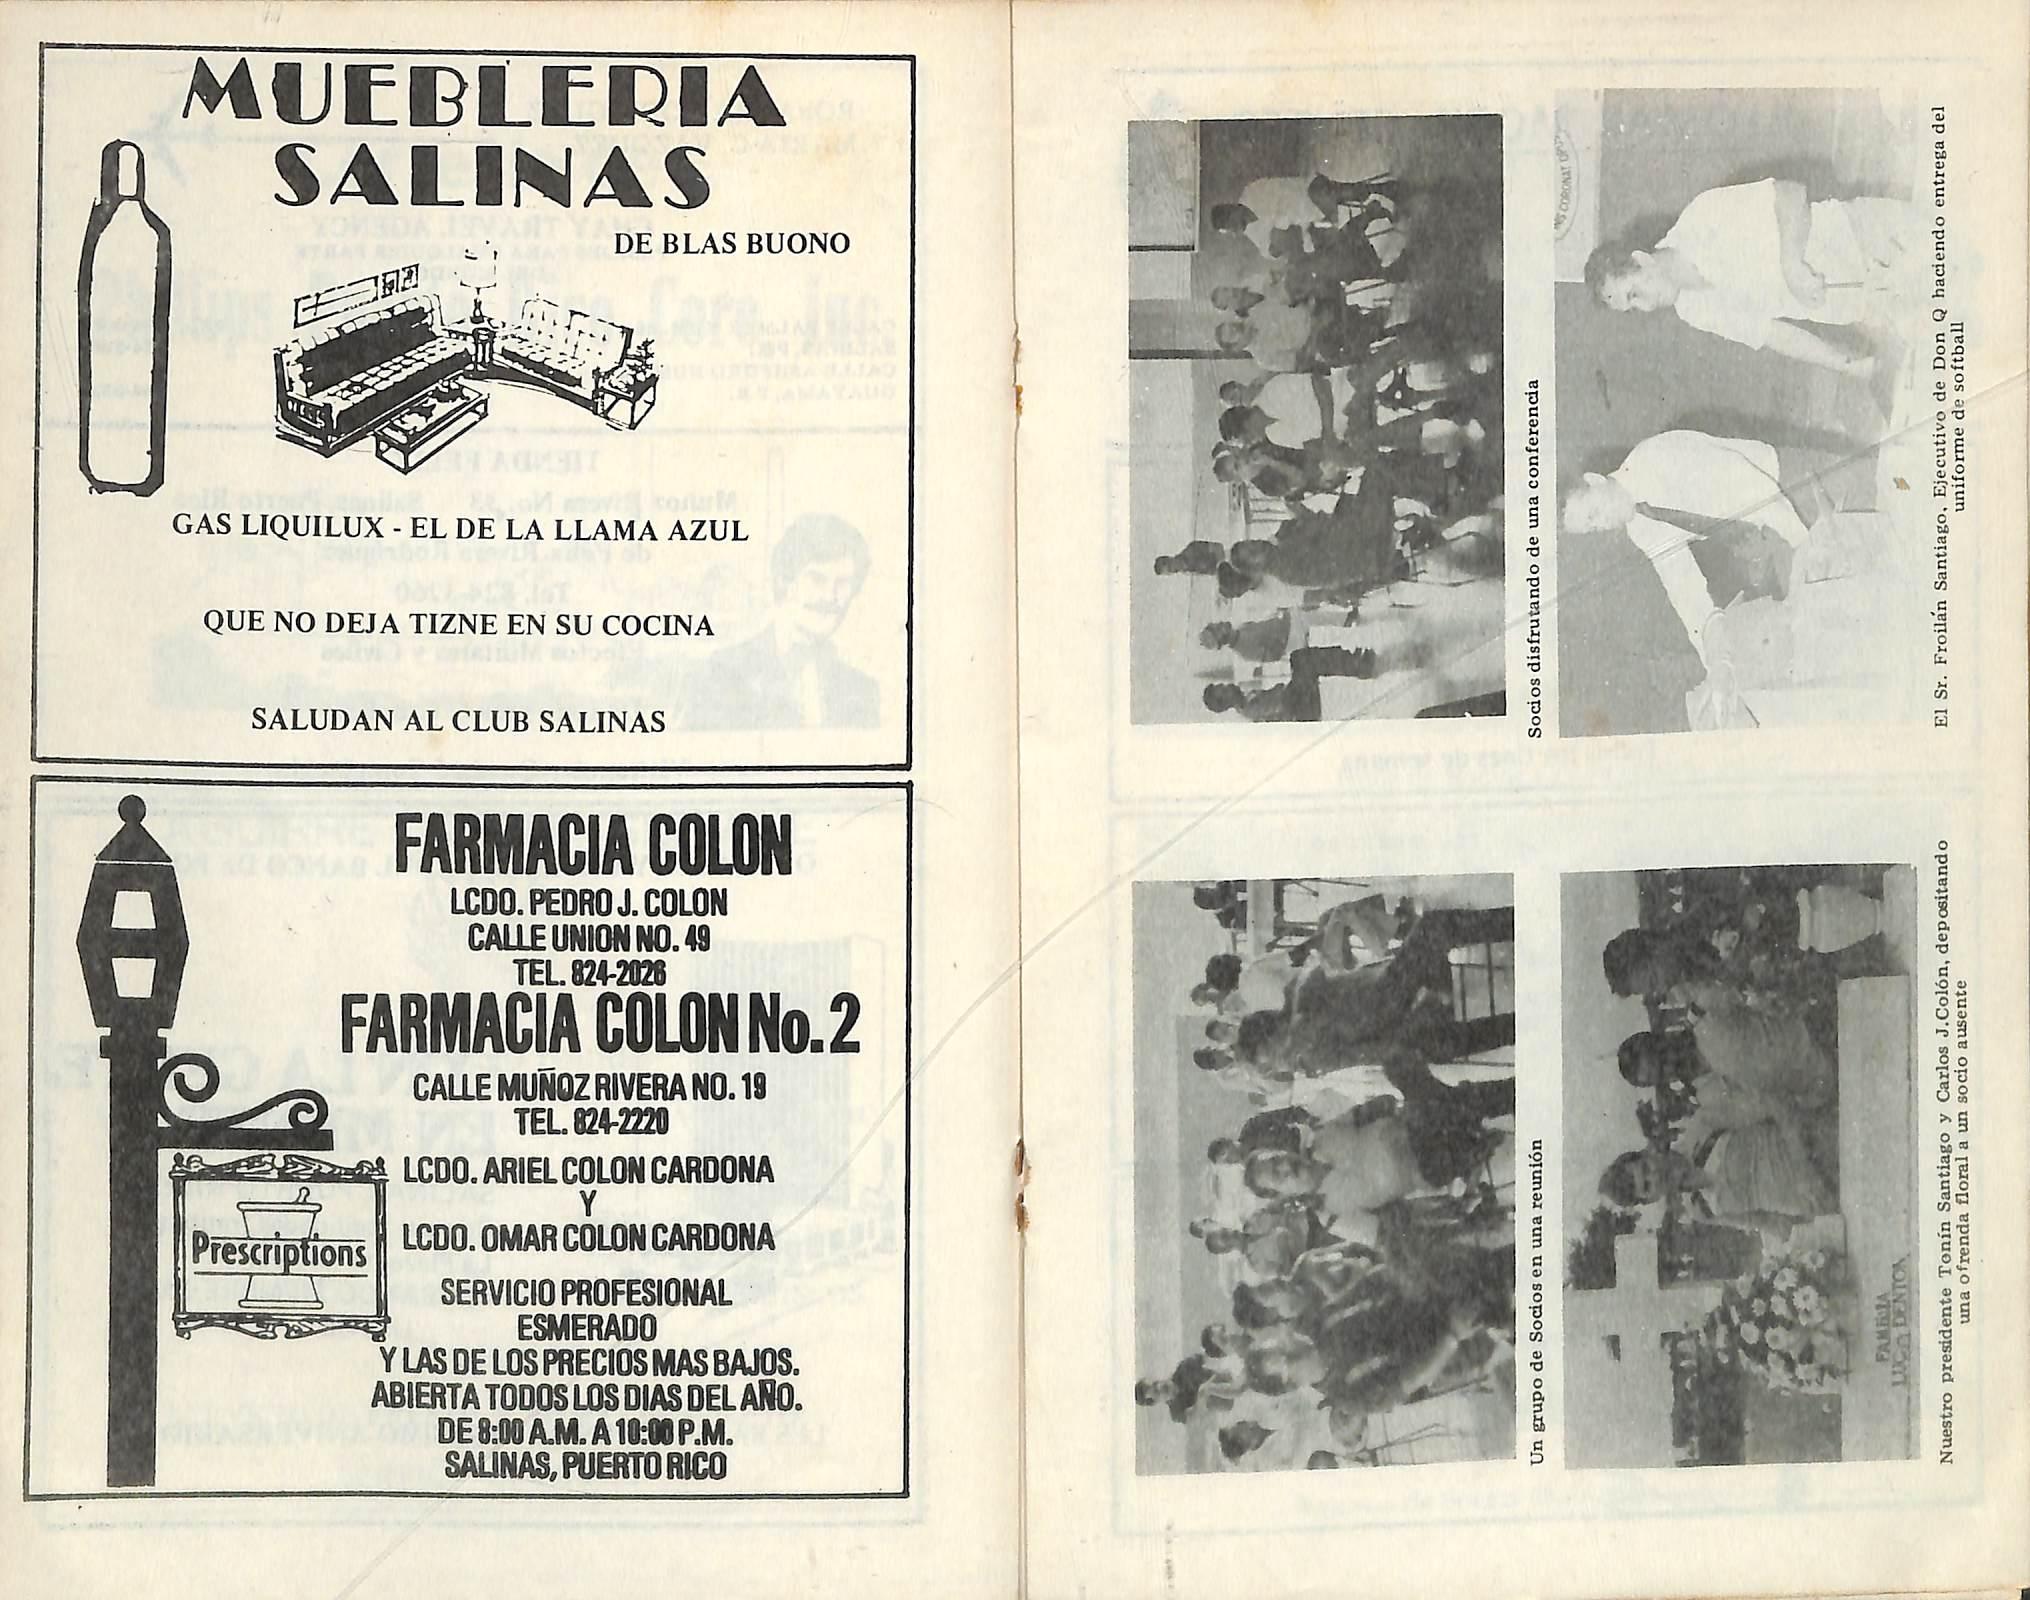 MUEBLERIA
SALINAS
DE BLAS BUONO
GAS LIQUILUX - EL DE LA LLAMA AZUL
QUE NO DEJA TIZNE EN SU COCINA
SALUDAN AL CLUB SALINAS
FARMACIA COLON
LCDO. PEDRO J. COLON
CALLE UNION NO. 49
TEL. 824-2026
FARMACIA COLON No. 2
CALLE MUÑOZ RIVERA NO. 19
TEL. 824-2220
LCDO. ARIEL COLON CARDONA
Y
LCDO. OMAR COLON CARDONA
Prescriptions
SERVICIO PROFESIONAL
ESMERADO
Y LAS DE LOS PRECIOS MAS BAJOS.
ABIERTA TODOS LOS DIAS DEL AÑO.
DE 8:00 A.M. A 10:00 P.M.
SALINAS, PUERTO RICO
Socios disfrutando de una conferencia
El Sr. Froilán Santiago, Ejecutivo de Don Q haciendo entrega del
uniforme de softball
Un grupo de Sodos en una reunión
FAMILIA
LUGO DENTON
Nuestro presidente Tonín Santiago y Carlos J. Colón, depositando
una ofrenda floral a un socio ausente